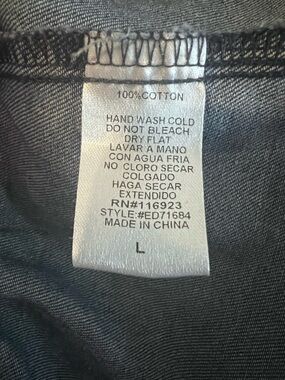 100%COTTON
HAND WASH COLD
DO NOT BLEACH
DRY FLAT
LAVAR A MANO
CON AGUA FRIA
NO CLORO SECAR
COLGADO
HAGA SECAR
EXTENDIDO
RN#116923
STYLE:#ED71684
MADE IN CHINA
L